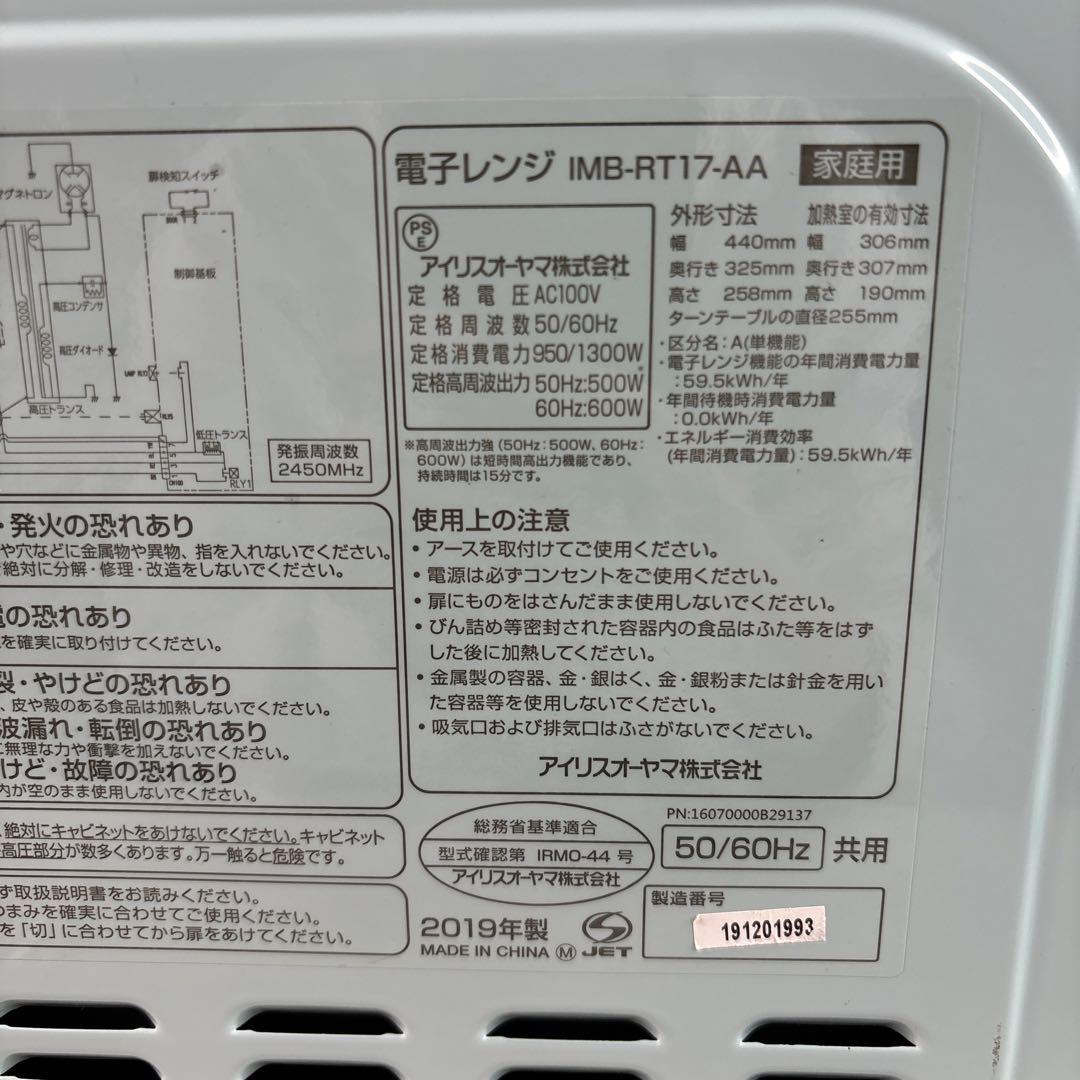 マグネトロン
扉検知スイッチ
DOOR
制御基板
高圧コンデンサ
高圧ダイオード
LAMP RLY3
高圧トランス
RLY5
低圧トランス
CN100
RLY1
発振周波数
2450MHz
・発火の恐れあり
や穴などに金属物や異物、指を入れないでください。
絶対に分解・修理・改造をしないでください。
電の恐れあり
を確実に取り付けてください。
裂・やけどの恐れあり
、皮や殻のある食品は加熱しないでください。
波漏れ・転倒の恐れあり
に無理な力や衝撃を加えないでください。
けど・故障の恐れあり
内が空のまま使用しないでください。
、絶対にキャビネットをあけないでください。キャビネット
高圧部分が数多くあります。万一触ると危険です。
ず取扱説明書をお読みください。
つまみを確実に合わせてご使用ください。
を「切」に合わせてから扉をあけてください。
電子レンジ IMB-RT17-AA 家庭用
PS
E
アイリスオーヤマ株式会社
定格電圧 AC100V
定格周波数 50/60Hz
定格消費電力 950/1300W
定格高周波出力 50Hz:500W
60Hz:600W
※高周波出力強（50Hz：500W、60Hz：
600W）は短時間高出力機能であり、
持続時間は15分です。
外形寸法 加熱室の有効寸法
幅 440mm 幅 306mm
奥行き 325mm 奥行き 307mm
高さ 258mm 高さ 190mm
ターンテーブルの直径255mm
・区分名：A(単機能)
・電子レンジ機能の年間消費電力量
：59.5kWh/年
・年間待機時消費電力量
：0.0kWh/年
・エネルギー消費効率
(年間消費電力量)：59.5kWh/年
使用上の注意
・アースを取付けてご使用ください。
・電源は必ずコンセントをご使用ください。
・扉にものをはさんだまま使用しないでください。
・びん詰め等密封された容器内の食品はふた等をはず
した後に加熱してください。
・金属製の容器、金・銀はく、金・銀粉または針金を用い
た容器等を使用しないでください。
・吸気口および排気口はふさがないでください。
アイリスオーヤマ株式会社
PN:16070000B29137
総務省基準適合
型式確認第 IRMO-44 号
アイリスオーヤマ株式会社
50/60Hz 共用
2019年製
MADE IN CHINA Ⓜ JET
製造番号
191201993